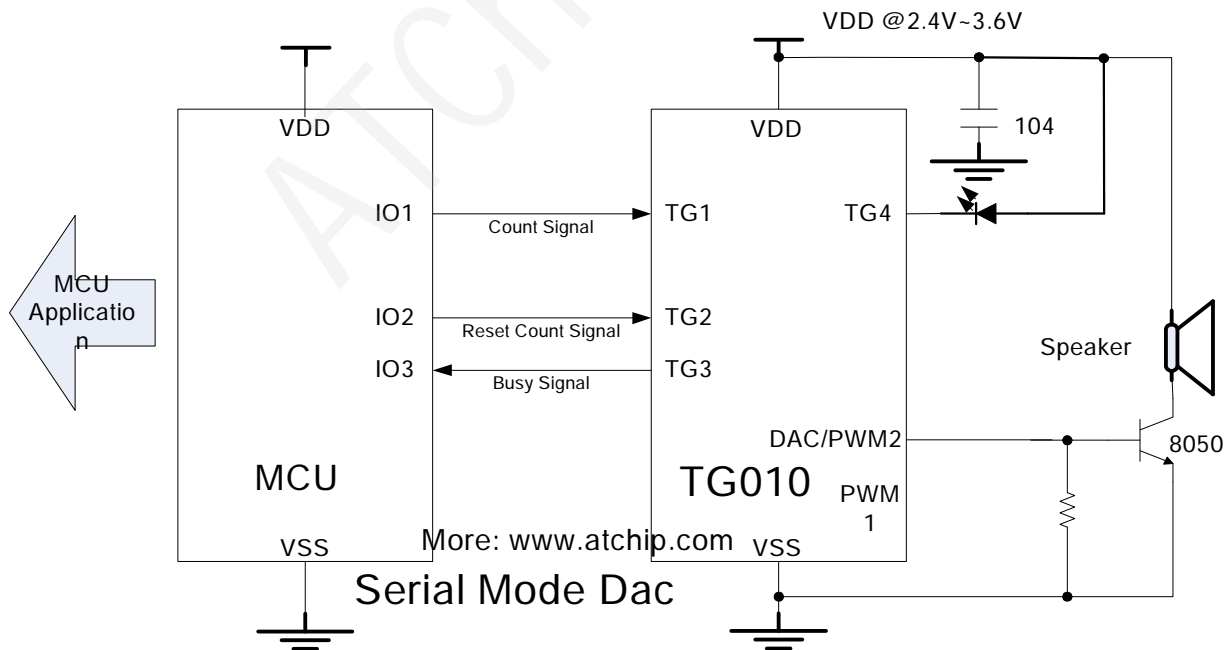 VDD @2.4V~3.6V
VDD
VDD
104
IO1
Count Signal
TG1
TG4
MCU
Applicatio
n
IO2
Reset Count Signal
TG2
IO3
Busy Signal
TG3
Speaker
DAC/PWM2
8050
MCU
TG010
PWM
1
More: www.atchip.com
VSS
VSS
Serial Mode Dac
ATCh